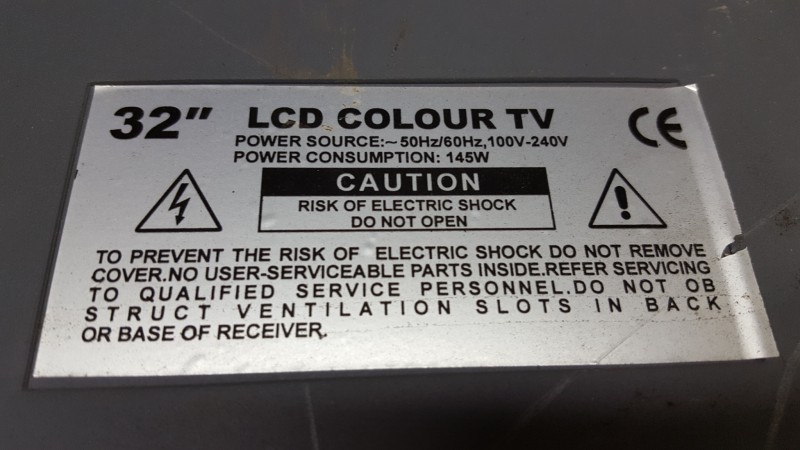 32" LCD COLOUR TV CE
POWER SOURCE:~50Hz/60Hz,100V-240V
POWER CONSUMPTION: 145W
CAUTION
RISK OF ELECTRIC SHOCK
DO NOT OPEN
TO PREVENT THE RISK OF ELECTRIC SHOCK DO NOT REMOVE
COVER.NO USER-SERVICEABLE PARTS INSIDE.REFER SERVICING
TO QUALIFIED SERVICE PERSONNEL.DO NOT OB
STRUCT VENTILATION SLOTS IN BACK
OR BASE OF RECEIVER.